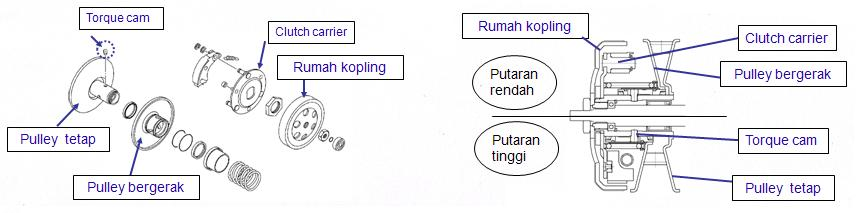 Torque cam
Clutch carrier
Rumah kopling
Pulley tetap
Pulley bergerak
Rumah kopling
Clutch carrier
Pulley bergerak
Putaran
rendah
Putaran
tinggi
Torque cam
Pulley tetap